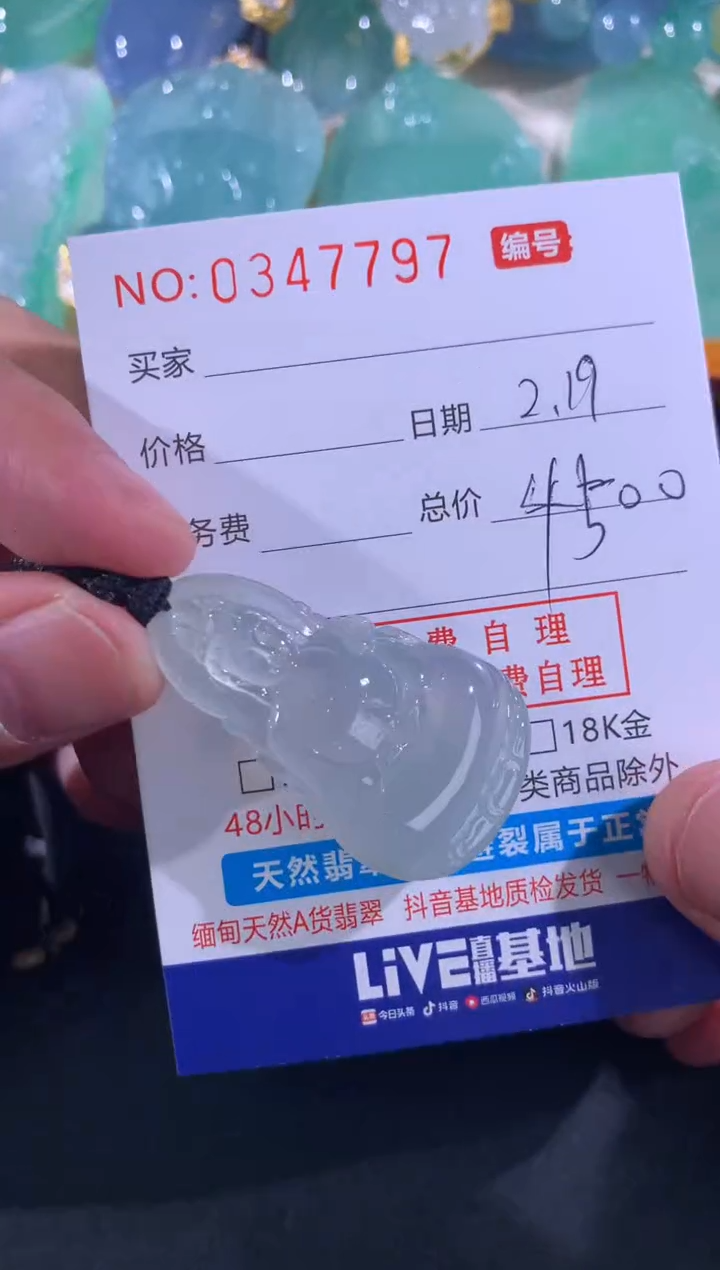 NO:0347797 编号
买家
价格 日期 2.19
务费 总价 4500
费自理
费自理
18K金
类商品除外
48小时
天然翡 裂属于正常
缅甸天然A货翡翠 抖音基地质检发货 一
LiVE直播基地
今日头条 抖音 西瓜视频 抖音火山版